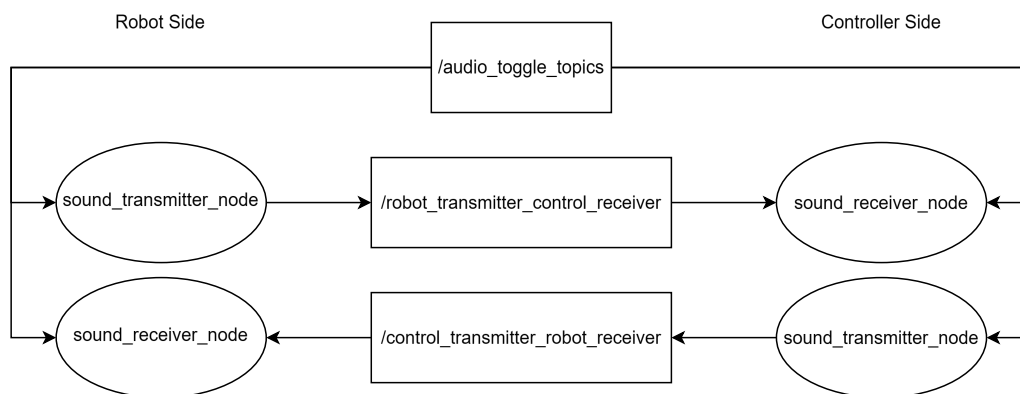 Robot Side
Controller Side
/audio_toggle_topics
sound_transmitter_node
/robot_transmitter_control_receiver
sound_receiver_node
sound_receiver_node
/control_transmitter_robot_receiver
sound_transmitter_node